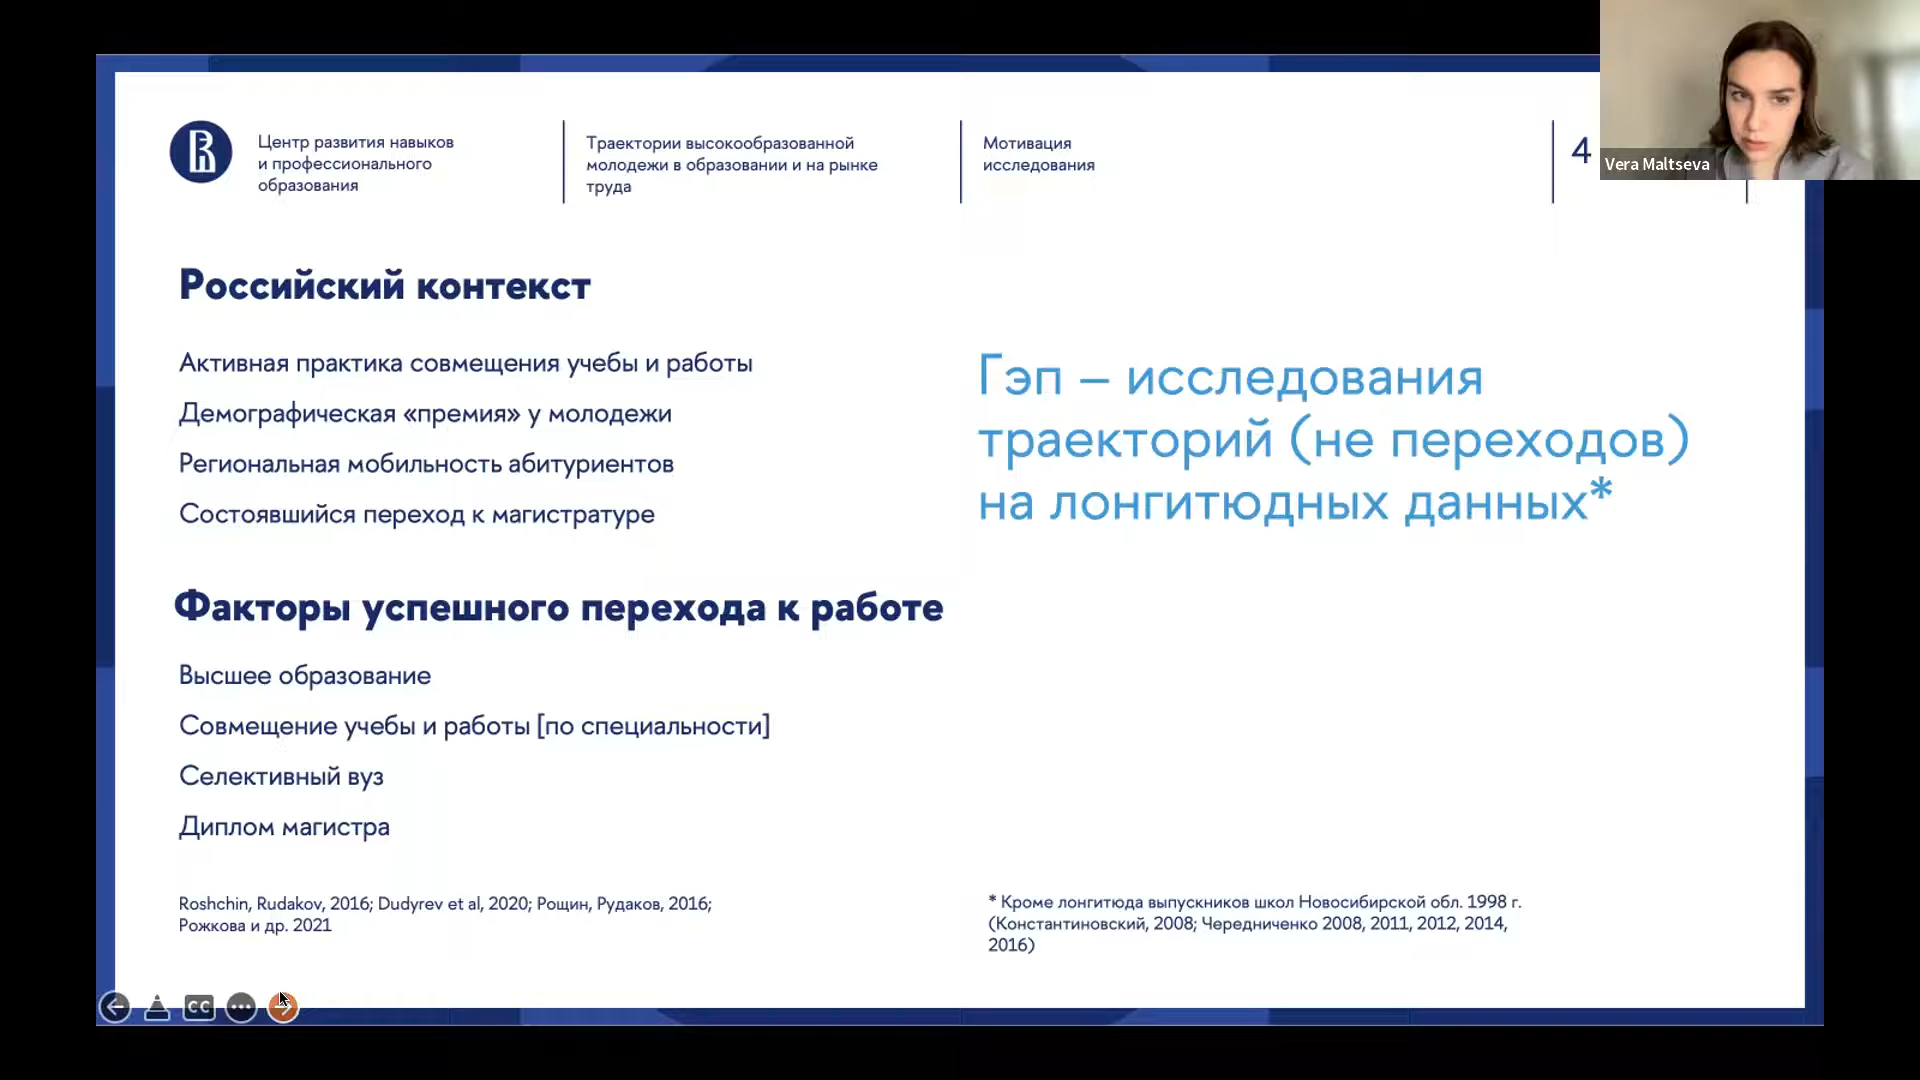 Центр развития навыков
и профессионального
образования
Траектории высокообразованной
молодежи в образовании и на рынке
труда
Мотивация
исследования
4
Vera Maltseva
Российский контекст
Активная практика совмещения учебы и работы
Демографическая «премия» у молодежи
Региональная мобильность абитуриентов
Состоявшийся переход к магистратуре
Гэп – исследования
траекторий (не переходов)
на лонгитюдных данных*
Факторы успешного перехода к работе
Высшее образование
Совмещение учебы и работы [по специальности]
Селективный вуз
Диплом магистра
Roshchin, Rudakov, 2016; Dudyrev et al, 2020; Рощин, Рудаков, 2016;
Рожкова и др. 2021
* Кроме лонгитюда выпускников школ Новосибирской обл. 1998 г.
(Константиновский, 2008; Чередниченко 2008, 2011, 2012, 2014,
2016)
CC